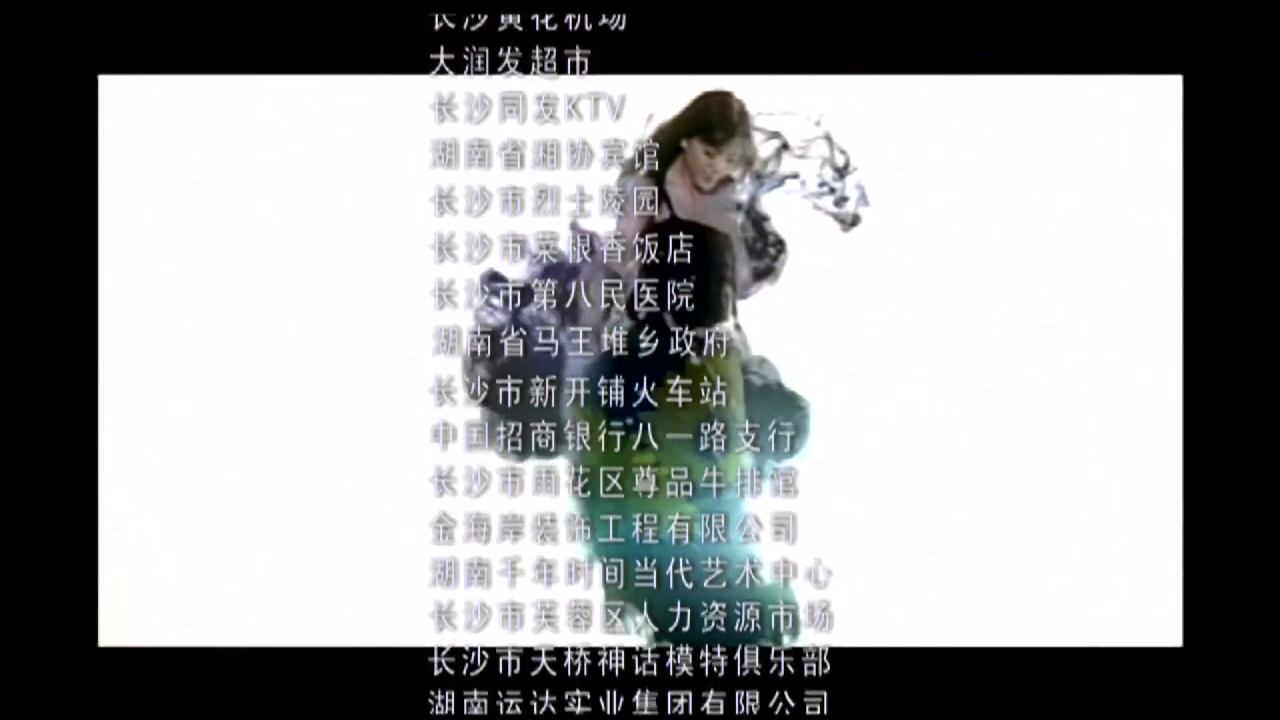 长沙黄花机场
大润发超市
长沙同发KTV
湖南省湘协宾馆
长沙市烈士陵园
长沙市菜根香饭店
长沙市第八民医院
湖南省马王堆乡政府
长沙市新开铺火车站
中国招商银行八一路支行
长沙市雨花区尊品牛排馆
金海岸装饰工程有限公司
湖南千年时间当代艺术中心
长沙市芙蓉区人力资源市场
长沙市天桥神话模特俱乐部
湖南运达实业集团有限公司